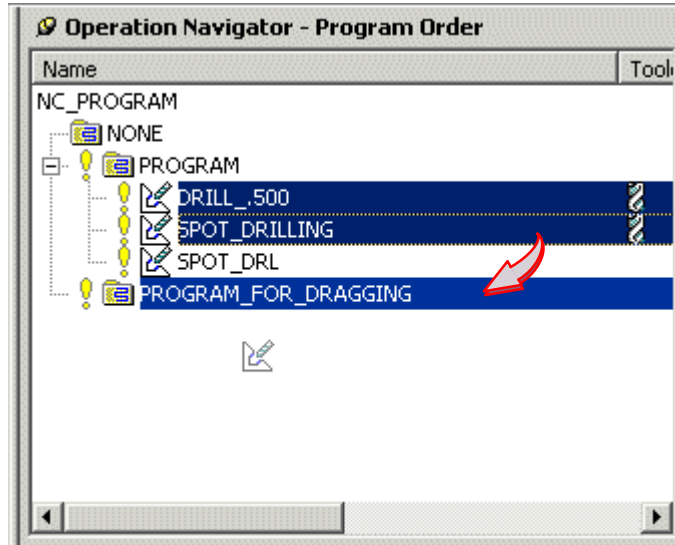 Operation Navigator - Program Order
Name Tool
NC_PROGRAM
NONE
PROGRAM
DRILL_.500
SPOT_DRILLING
SPOT_DRL
PROGRAM_FOR_DRAGGING